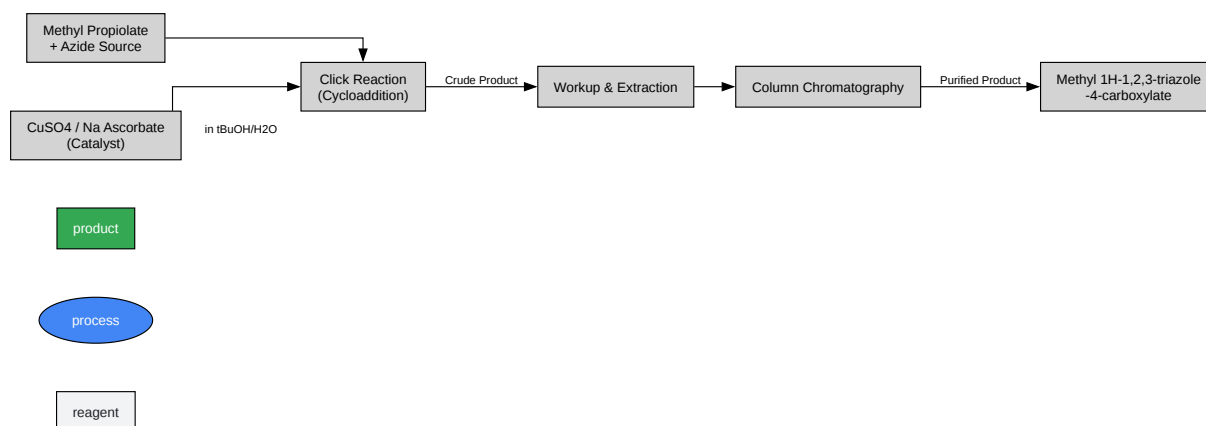 Methyl Propiolate
+ Azide Source
CuSO4 / Na Ascorbate
(Catalyst)
in tBuOH/H2O
Click Reaction
(Cycloaddition)
Crude Product
Workup & Extraction
Column Chromatography
Purified Product
Methyl 1H-1,2,3-triazole
-4-carboxylate
product
process
reagent